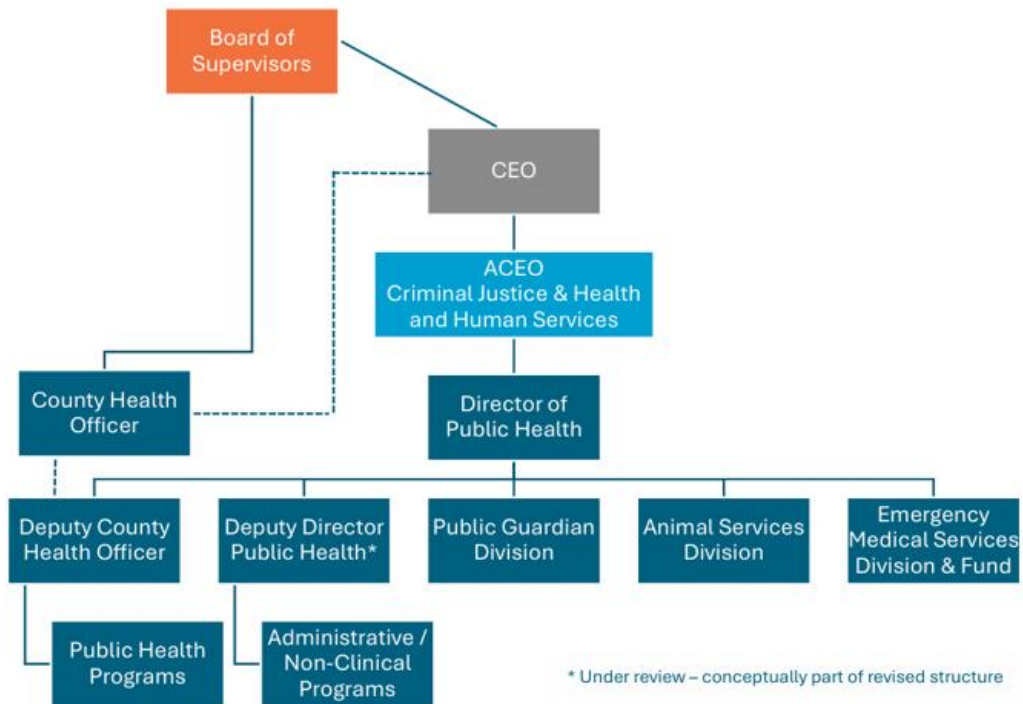 Board of
Supervisors
CEO
ACEO
Criminal Justice & Health
and Human Services
County Health
Officer
Director of
Public Health
Deputy County
Health Officer
Deputy Director
Public Health*
Public Guardian
Division
Animal Services
Division
Emergency
Medical Services
Division & Fund
Public Health
Programs
Administrative /
Non-Clinical
Programs
* Under review – conceptually part of revised structure